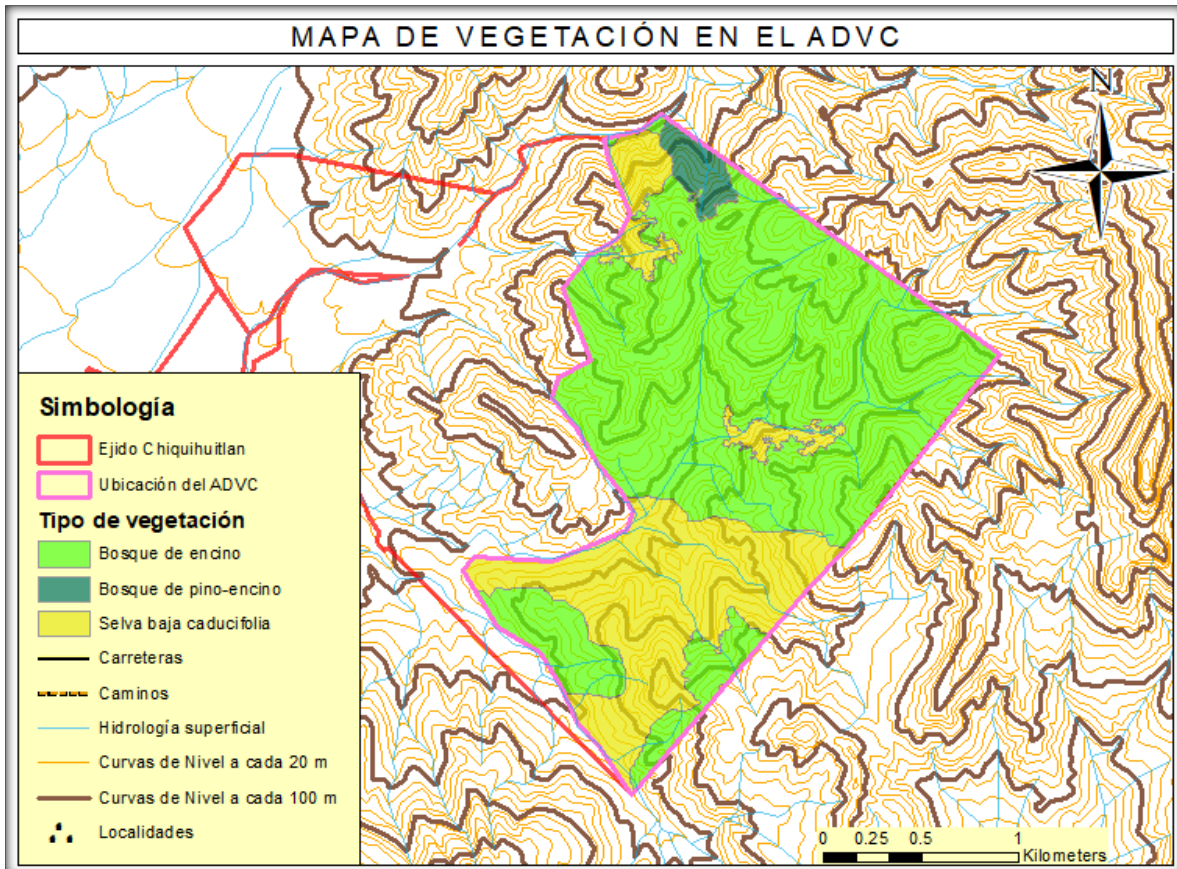 MAPA DE VEGETACIÓN EN EL ADVC
N
Simbología
Ejido Chiquihuitlan
Ubicación del ADVC
Tipo de vegetación
Bosque de encino
Bosque de pino-encino
Selva baja caducifolia
Carreteras
Caminos
Hidrología superficial
Curvas de Nivel a cada 20 m
Curvas de Nivel a cada 100 m
Localidades
0 0.25 0.5 1
Kilometers